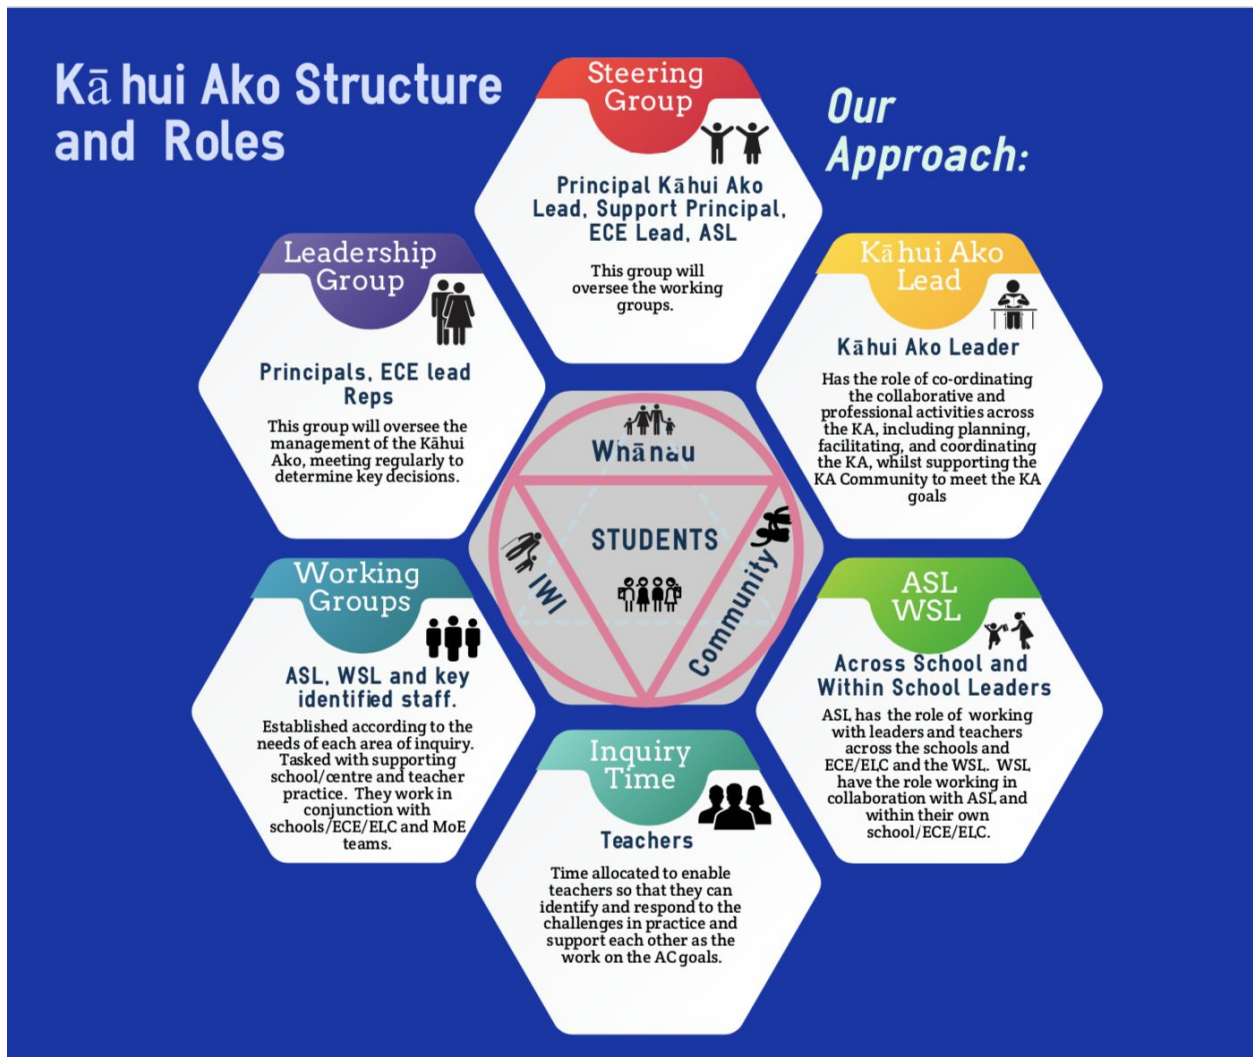 Kā hui Ako Structure
and Roles
Our
Approach:
Steering
Group
Principal Kāhui Ako
Lead, Support Principal,
ECE Lead, ASL
This group will
oversee the working
groups.
Leadership
Group
Principals, ECE lead
Reps
This group will oversee the
management of the Kāhui
Ako, meeting regularly to
determine key decisions.
Kā hui Ako
Lead
Kāhui Ako Leader
Has the role of co-ordinating
the collaborative and
professional activities across
the KA, including planning,
facilitating, and coordinating
the KA, whilst supporting the
KA Community to meet the KA
goals
Whānau
STUDENTS
IWI
Community
Working
Groups
ASL, WSL and key
identified staff.
Established according to the
needs of each area of inquiry.
Tasked with supporting
school/centre and teacher
practice. They work in
conjunction with
schools/ECE/ELC and MoE
teams.
ASL
WSL
Across School and
Within School Leaders
ASL has the role of working
with leaders and teachers
across the schools and
ECE/ELC and the WSL. WSL
have the role working in
collaboration with ASL and
within their own
school/ECE/ELC.
Inquiry
Time
Teachers
Time allocated to enable
teachers so that they can
identify and respond to the
challenges in practice and
support each other as the
work on the AC goals.